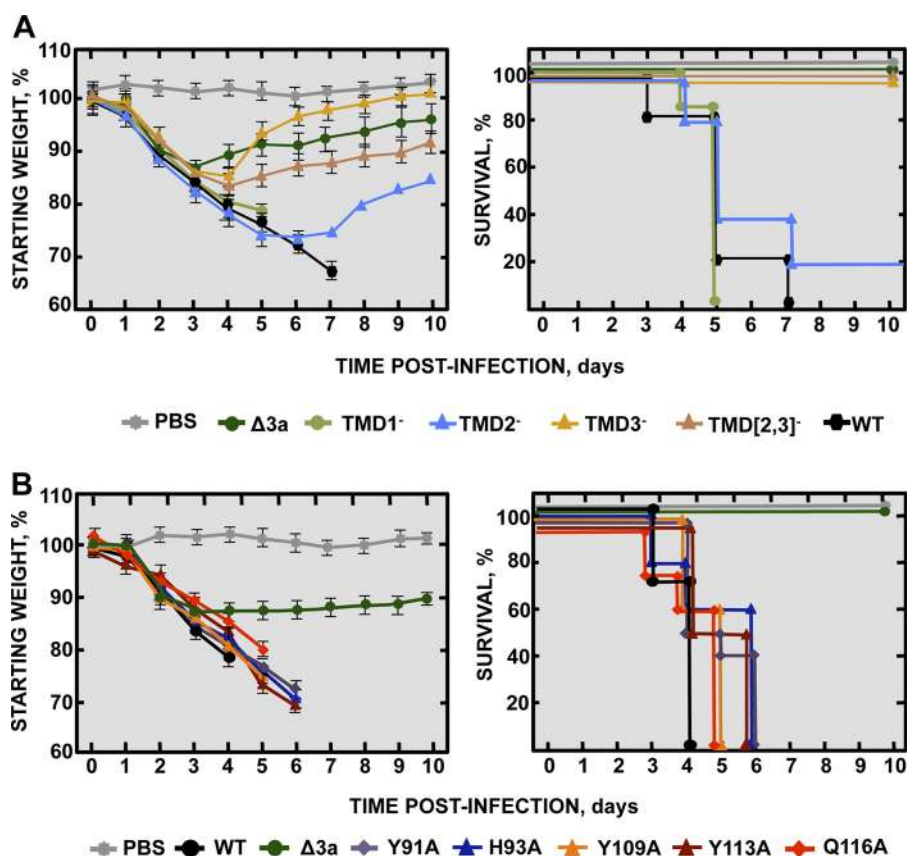 A
STARTING WEIGHT, %
110
100
90
80
70
60
0 1 2 3 4 5 6 7 8 9 10
SURVIVAL, %
100
80
60
40
20
0 1 2 3 4 5 6 7 8 9 10
TIME POST-INFECTION, days
PBS Δ3a TMD1⁻ TMD2⁻ TMD3⁻ TMD[2,3]⁻ WT
B
STARTING WEIGHT, %
110
100
90
80
70
60
0 1 2 3 4 5 6 7 8 9 10
SURVIVAL, %
100
80
60
40
20
0 1 2 3 4 5 6 7 8 9 10
TIME POST-INFECTION, days
PBS WT Δ3a Y91A H93A Y109A Y113A Q116A